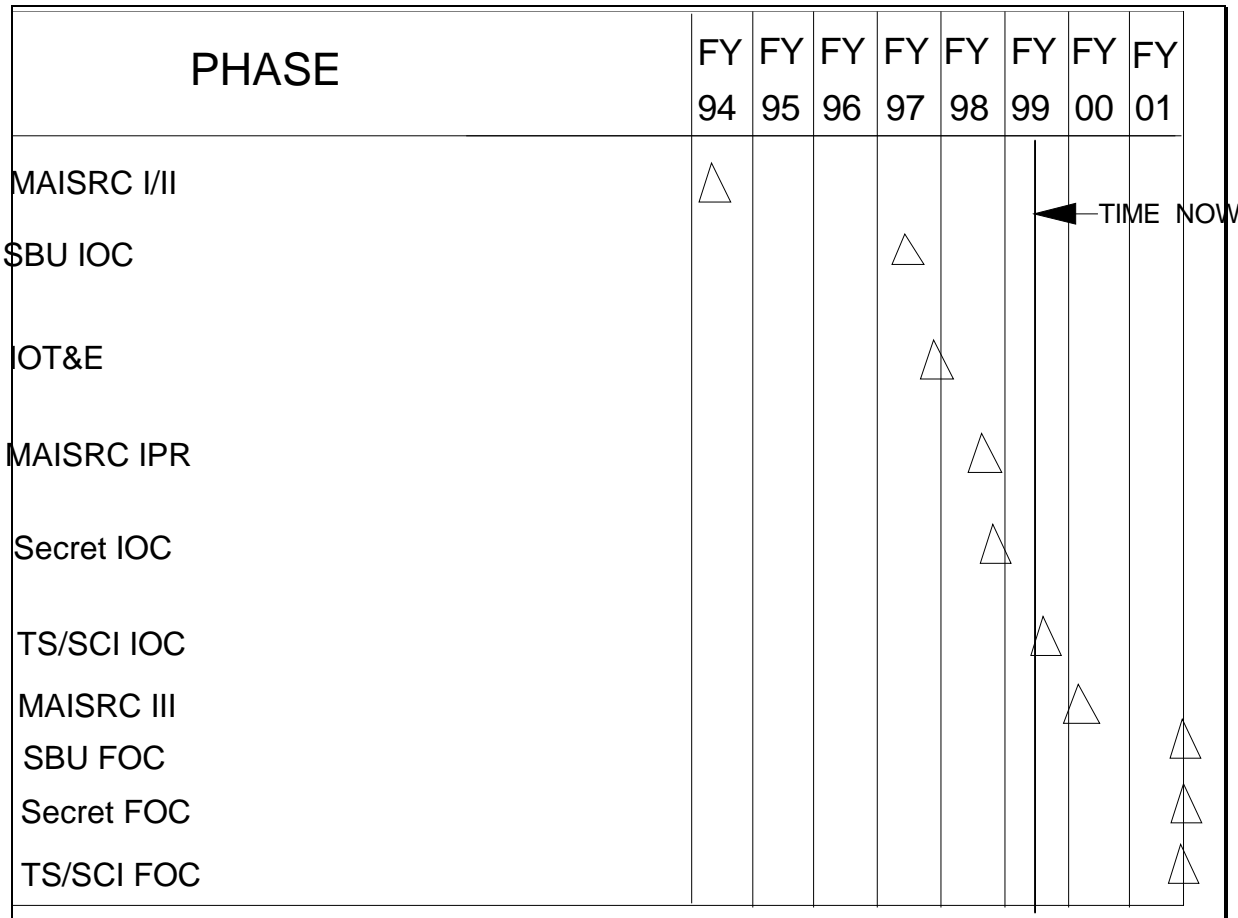 PHASE
FY 94
FY 95
FY 96
FY 97
FY 98
FY 99
FY 00
FY 01
MAISRC I/II
TIME NOW
SBU IOC
IOT&E
MAISRC IPR
Secret IOC
TS/SCI IOC
MAISRC III
SBU FOC
Secret FOC
TS/SCI FOC